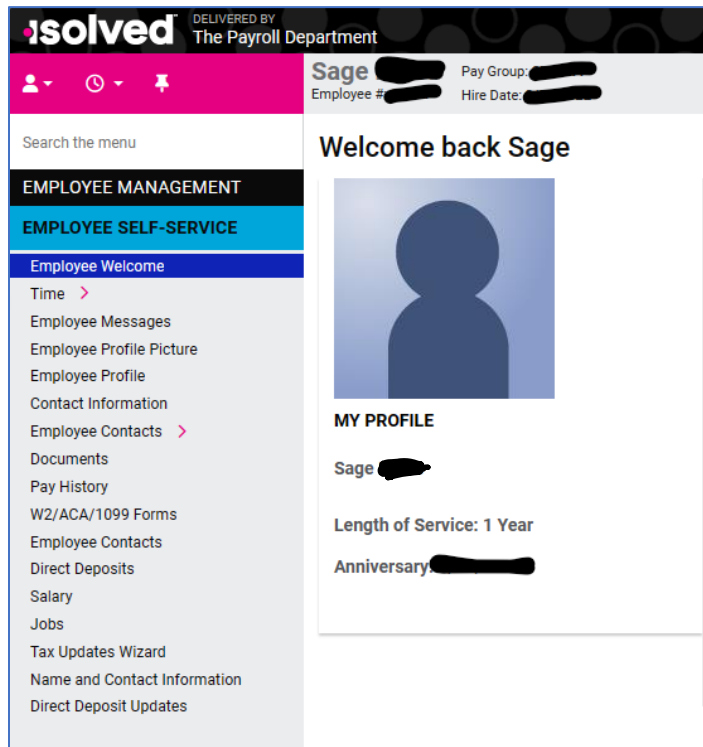 isolved DELIVERED BY
The Payroll Department
Sage Pay Group:
Employee # Hire Date:
Search the menu
EMPLOYEE MANAGEMENT
EMPLOYEE SELF-SERVICE
Employee Welcome
Time
Employee Messages
Employee Profile Picture
Employee Profile
Contact Information
Employee Contacts
Documents
Pay History
W2/ACA/1099 Forms
Employee Contacts
Direct Deposits
Salary
Jobs
Tax Updates Wizard
Name and Contact Information
Direct Deposit Updates
Welcome back Sage
MY PROFILE
Sage
Length of Service: 1 Year
Anniversary: